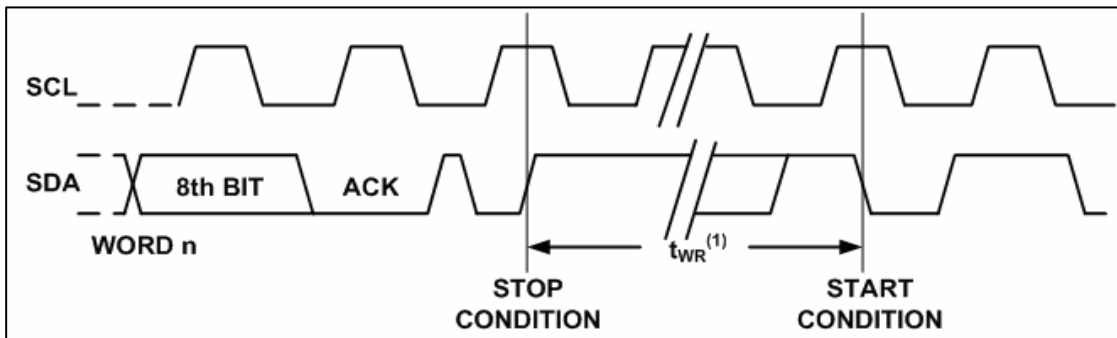 SCL
SDA
8th BIT
ACK
WORD n
tWR(1)
STOP
CONDITION
START
CONDITION